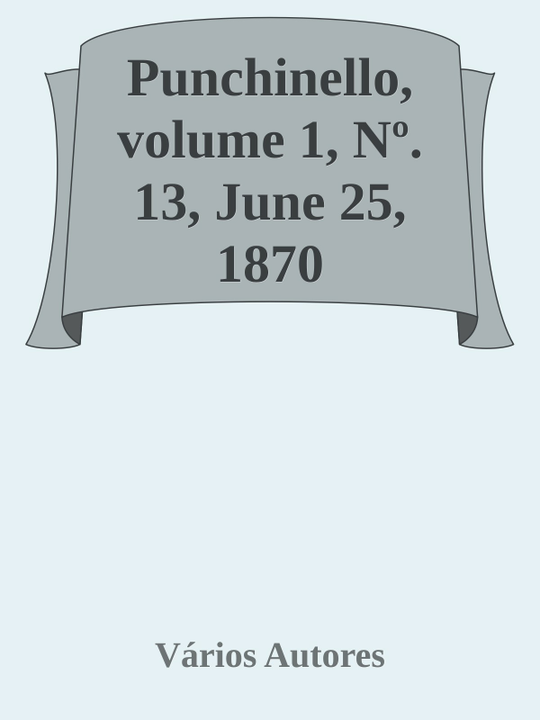 Punchinello,
volume 1, Nº.
13, June 25,
1870
Vários Autores